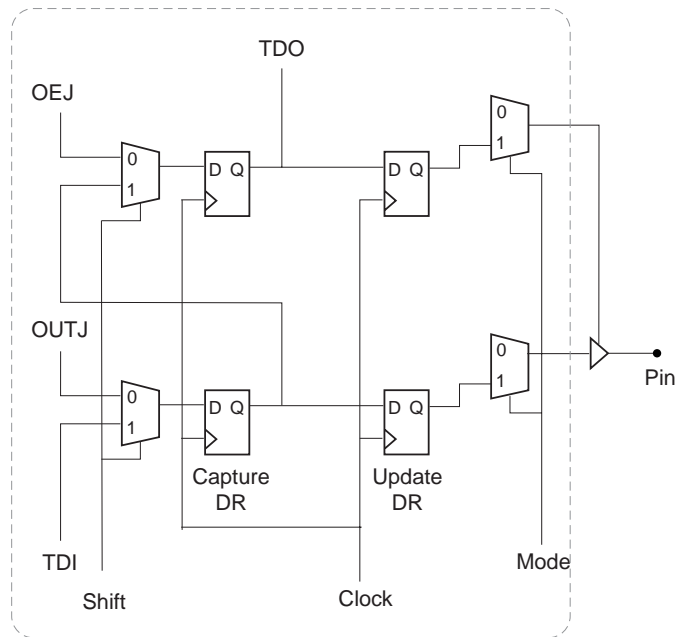 TDO
OEJ
0
1
D Q
D Q
0
1
OUTJ
0
1
D Q
D Q
0
1
Pin
Capture
DR
Update
DR
TDI
Shift
Clock
Mode